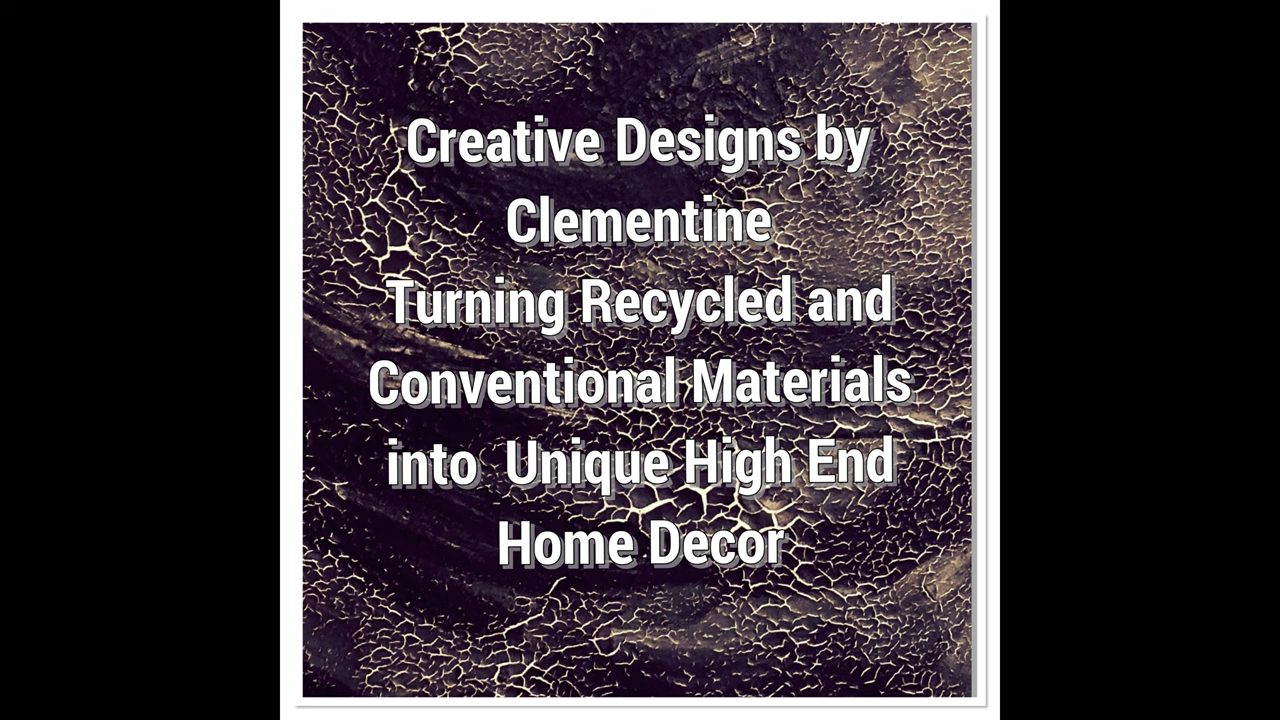 Creative Designs by
Clementine
Turning Recycled and
Conventional Materials
into  Unique High End
Home Decor